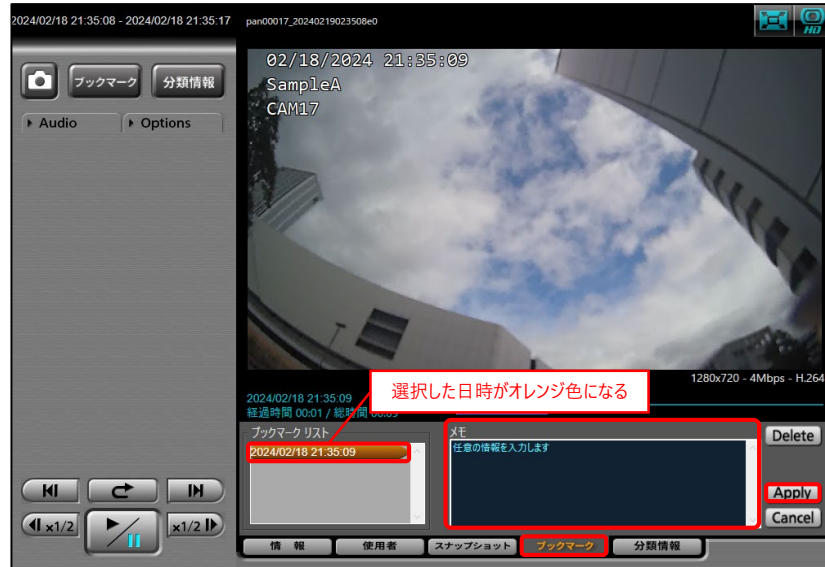 2024/02/18 21:35:08 - 2024/02/18 21:35:17
pan00017_20240219023508e0
HD
ブックマーク
分類情報
Audio
Options
02/18/2024 21:35:09
SampleA
CAM17
1280x720 - 4Mbps - H.264
選択した日時がオレンジ色になる
2024/02/18 21:35:09
経過時間 00:01 / 総時間 00:09
ブックマーク リスト
2024/02/18 21:35:09
メモ
任意の情報を入力します
Delete
Apply
Cancel
x1/2
x1/2
情 報
使用者
スナップショット
ブックマーク
分類情報